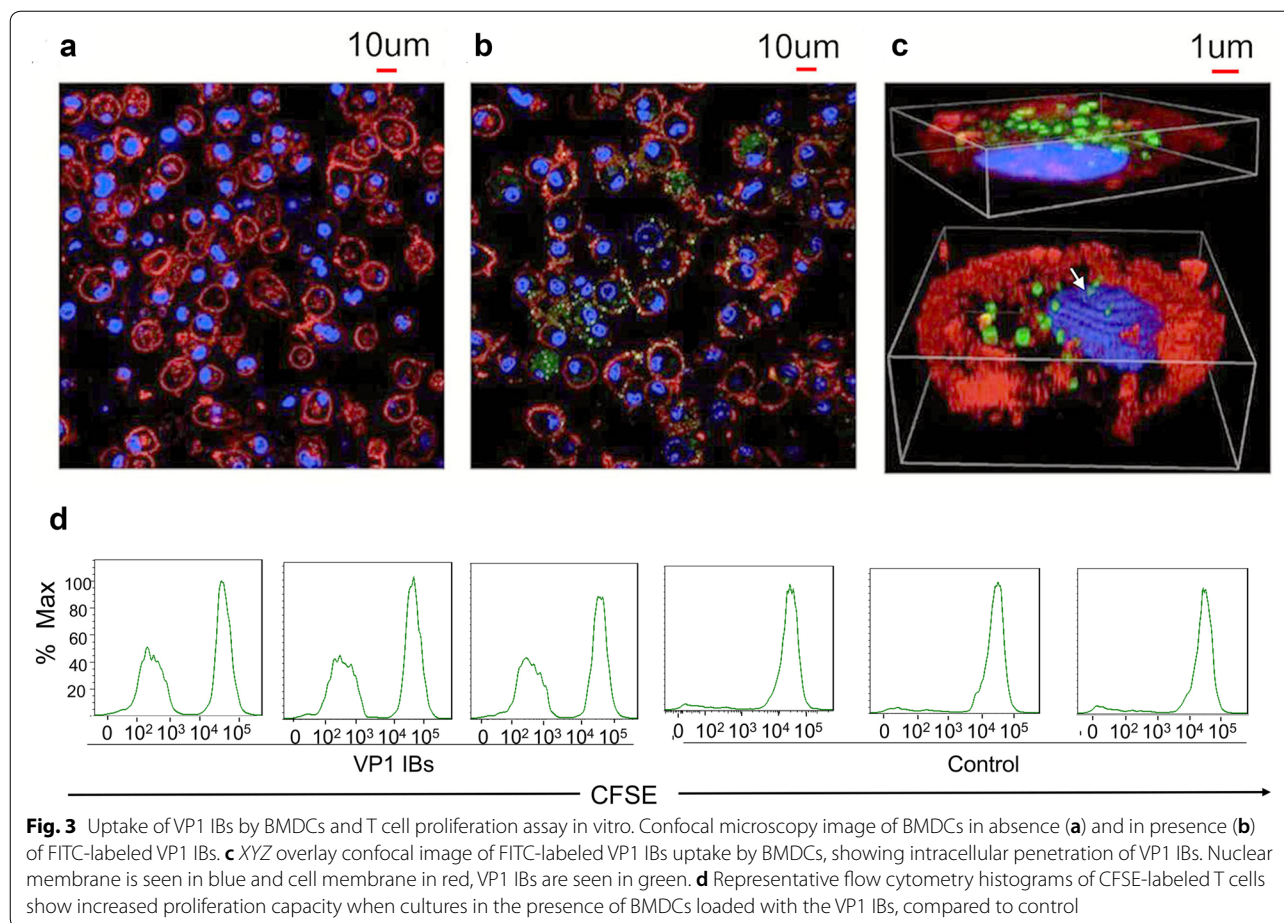 a
10um
b
10um
c
1um
d
% Max
100
80
60
40
20
0 10² 10³ 10⁴ 10⁵
0 10² 10³ 10⁴ 10⁵
0 10² 10³ 10⁴ 10⁵
0 10² 10³ 10⁴ 10⁵
0 10² 10³ 10⁴ 10⁵
0 10² 10³ 10⁴ 10⁵
VP1 IBs
Control
CFSE
Fig. 3 Uptake of VP1 IBs by BMDCs and T cell proliferation assay in vitro. Confocal microscopy image of BMDCs in absence (a) and in presence (b)
of FITC-labeled VP1 IBs. c XYZ overlay confocal image of FITC-labeled VP1 IBs uptake by BMDCs, showing intracellular penetration of VP1 IBs. Nuclear
membrane is seen in blue and cell membrane in red, VP1 IBs are seen in green. d Representative flow cytometry histograms of CFSE-labeled T cells
show increased proliferation capacity when cultures in the presence of BMDCs loaded with the VP1 IBs, compared to control